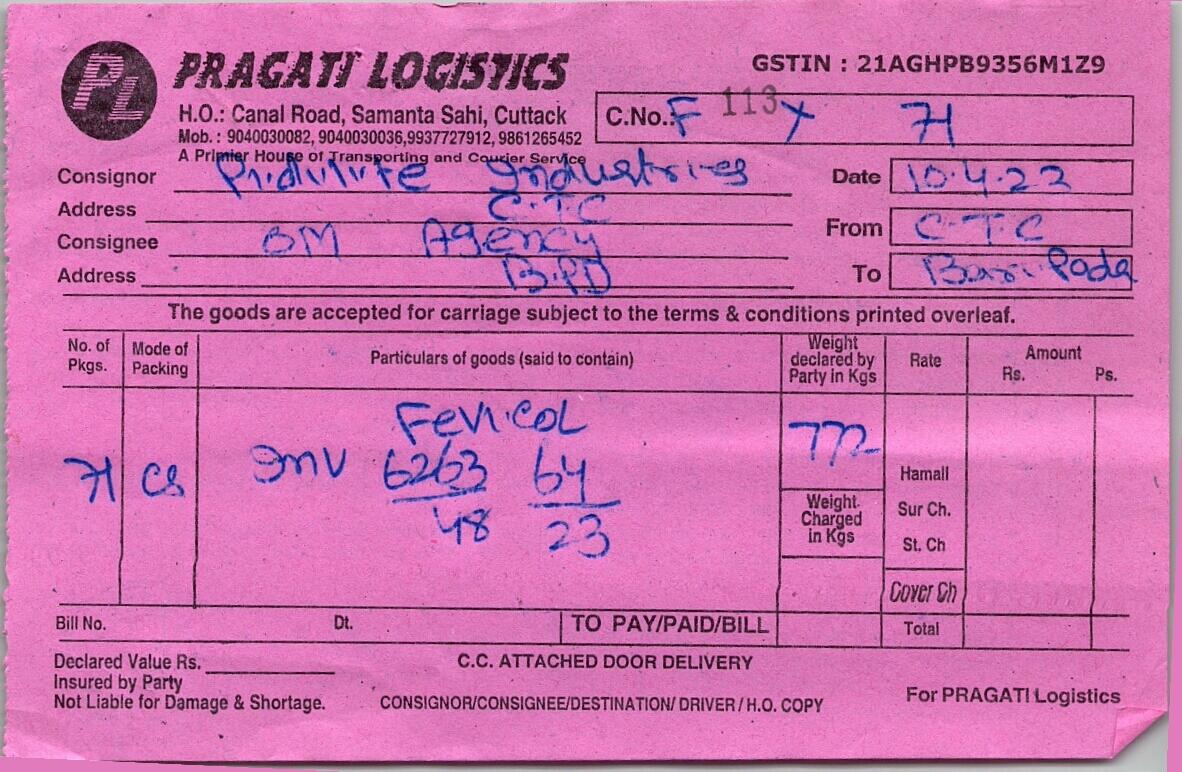 PL PRAGATI LOGISTICS
GSTIN : 21AGHPB9356M1Z9
H.O.: Canal Road, Samanta Sahi, Cuttack
C.No.: F 113 x 71
Mob. : 9040030082, 9040030036,9937727912, 9861265452
A Primier House of Transporting and Courier Service
Consignor Pidilite Industries Date 10.4.23
Address C.T.C
Consignee BM Agency From C.T.C
Address B.PD To Bari Pada
The goods are accepted for carriage subject to the terms & conditions printed overleaf.
No. of Pkgs. Mode of Packing Particulars of goods (said to contain) Weight declared by Party in Kgs Rate Amount Rs. Ps.
Fevicol 772
71 CS Inv 6263 64
48 23
Weight Charged in Kgs
Hamall
Sur Ch.
St. Ch
Cover Ch
Bill No. Dt. TO PAY/PAID/BILL Total
Declared Value Rs. C.C. ATTACHED DOOR DELIVERY
Insured by Party
Not Liable for Damage & Shortage. CONSIGNOR/CONSIGNEE/DESTINATION/ DRIVER / H.O. COPY For PRAGATI Logistics